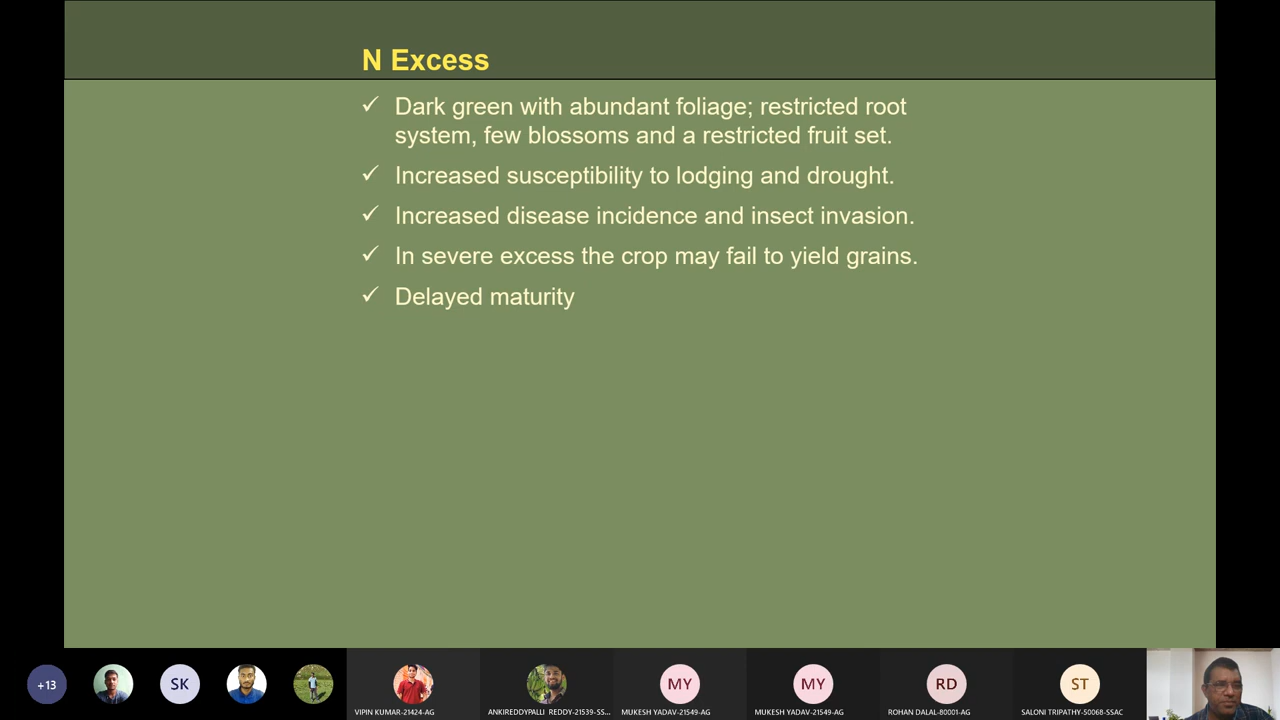 N Excess
✓ Dark green with abundant foliage; restricted root
system, few blossoms and a restricted fruit set.
✓ Increased susceptibility to lodging and drought.
✓ Increased disease incidence and insect invasion.
✓ In severe excess the crop may fail to yield grains.
✓ Delayed maturity
+13
SK
MY
MY
RD
ST
VIPIN KUMAR-21424-AG
ANKIREDDYPALLI REDDY-21539-SS...
MUKESH YADAV-21549-AG
MUKESH YADAV-21549-AG
ROHAN DALAL-80001-AG
SALONI TRIPATHY-50068-SSAC